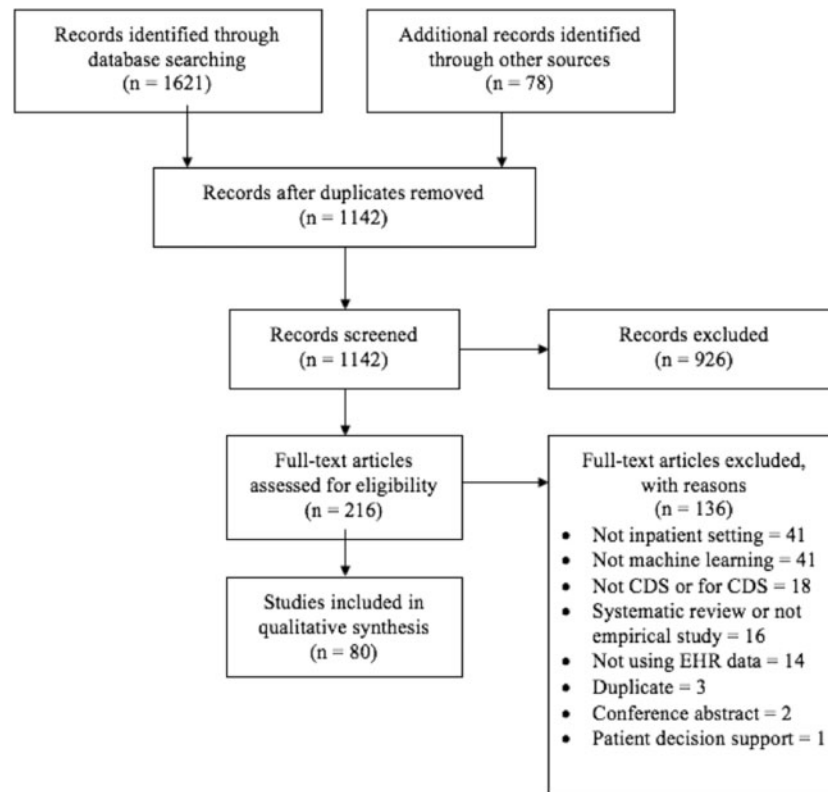 Records identified through
database searching
(n = 1621)
Additional records identified
through other sources
(n = 78)
Records after duplicates removed
(n = 1142)
Records screened
(n = 1142)
Records excluded
(n = 926)
Full-text articles
assessed for eligibility
(n = 216)
Full-text articles excluded,
with reasons
(n = 136)
• Not inpatient setting = 41
• Not machine learning = 41
• Not CDS or for CDS = 18
• Systematic review or not
empirical study = 16
• Not using EHR data = 14
• Duplicate = 3
• Conference abstract = 2
• Patient decision support = 1
Studies included in
qualitative synthesis
(n = 80)